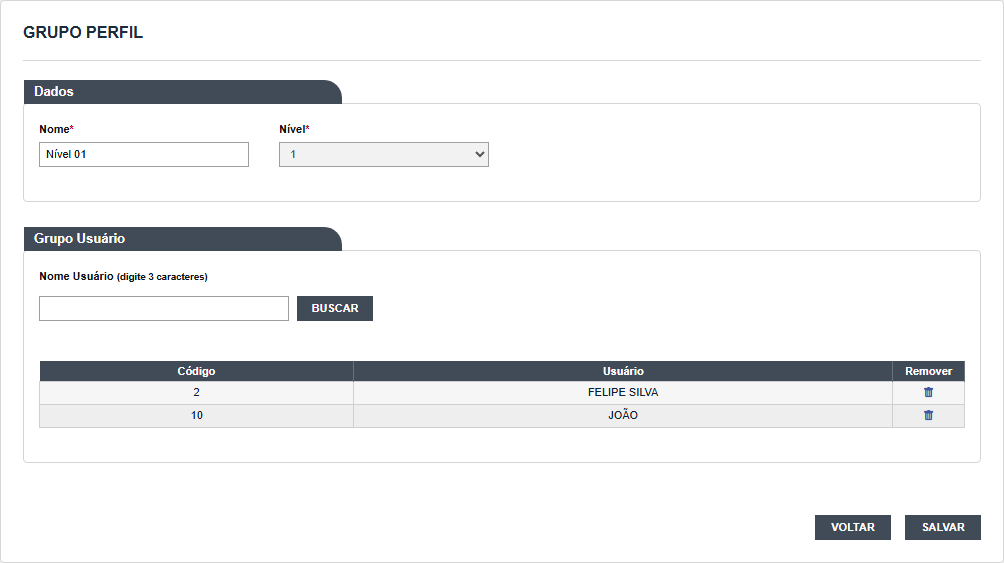 GRUPO PERFIL
Dados
Nome* Nível*
Nível 01 1
Grupo Usuário
Nome Usuário (digite 3 caracteres)
BUSCAR
Código Usuário Remover
2 FELIPE SILVA
10 JOÃO
VOLTAR SALVAR